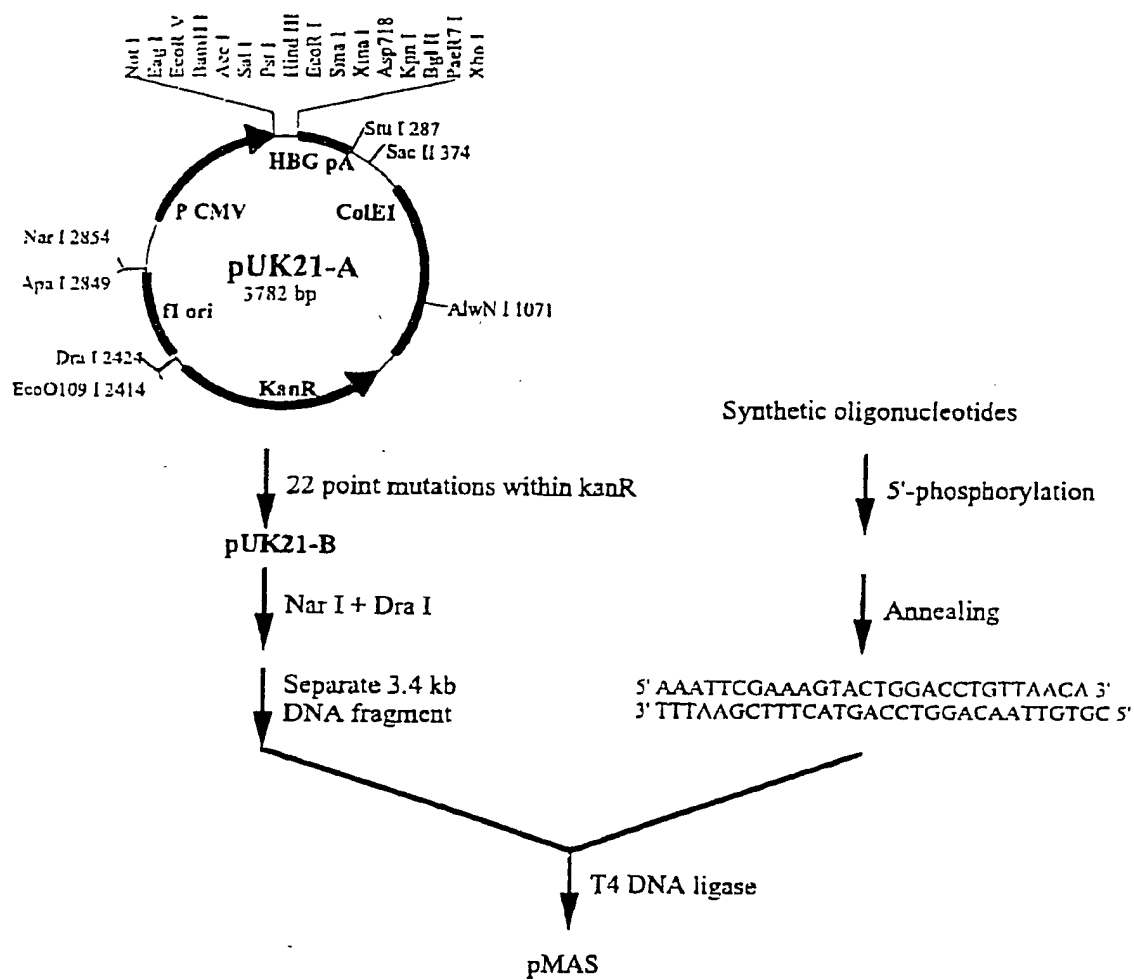 Not I
Eag I
EcoR V
BamH I
Acc I
Sal I
Pst I
Hind III
EcoR I
Sma I
Xma I
Asp718
Kpn I
Bgl II
PaeR7 I
Xho I
Stu I 287
Sac II 374
HBG pA
P CMV
ColE1
Nar I 2854
Apa I 2849
pUK21-A
3782 bp
f1 ori
AlwN I 1071
Dra I 2424
EcoO109 I 2414
KanR
Synthetic oligonucleotides
22 point mutations within kanR
5'-phosphorylation
pUK21-B
Nar I + Dra I
Annealing
Separate 3.4 kb
DNA fragment
5' AAATTCGAAAGTACTGGACCTGTTAACA 3'
3' TTTAAGCTTTCATGACCTGGACAATTGTGC 5'
T4 DNA ligase
pMAS